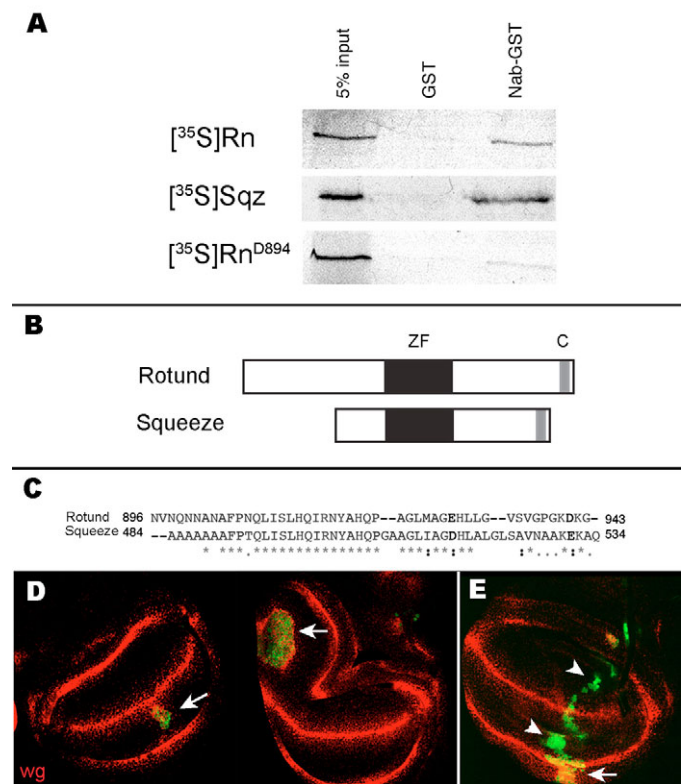 A
5% input
GST
Nab-GST
[³⁵S]Rn
[³⁵S]Sqz
[³⁵S]Rnᴰ⁸⁹⁴
B
ZF
C
Rotund
Squeeze
C
Rotund 896 NVNQNNANAFPNQLISLHQIRNYAHQP--AGLMAGEHLLG--VSVGPGKDKG- 943
Squeeze 484 --AAAAAAAFPTQLISLHQIRNYAHQPGAAGLIAGDHLALGLSAVNAAKEKAQ 534
D
E
wg